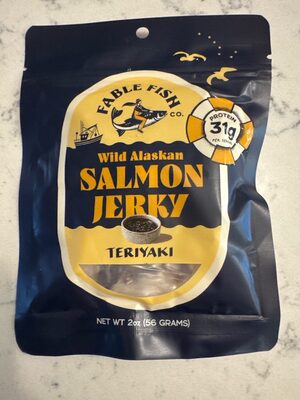 FABLE FISH
CO.
PROTEIN
31g
PER
Wild Alaskan
SALMON
JERKY
TERIYAKI
NET WT 2oz (56 GRAMS)